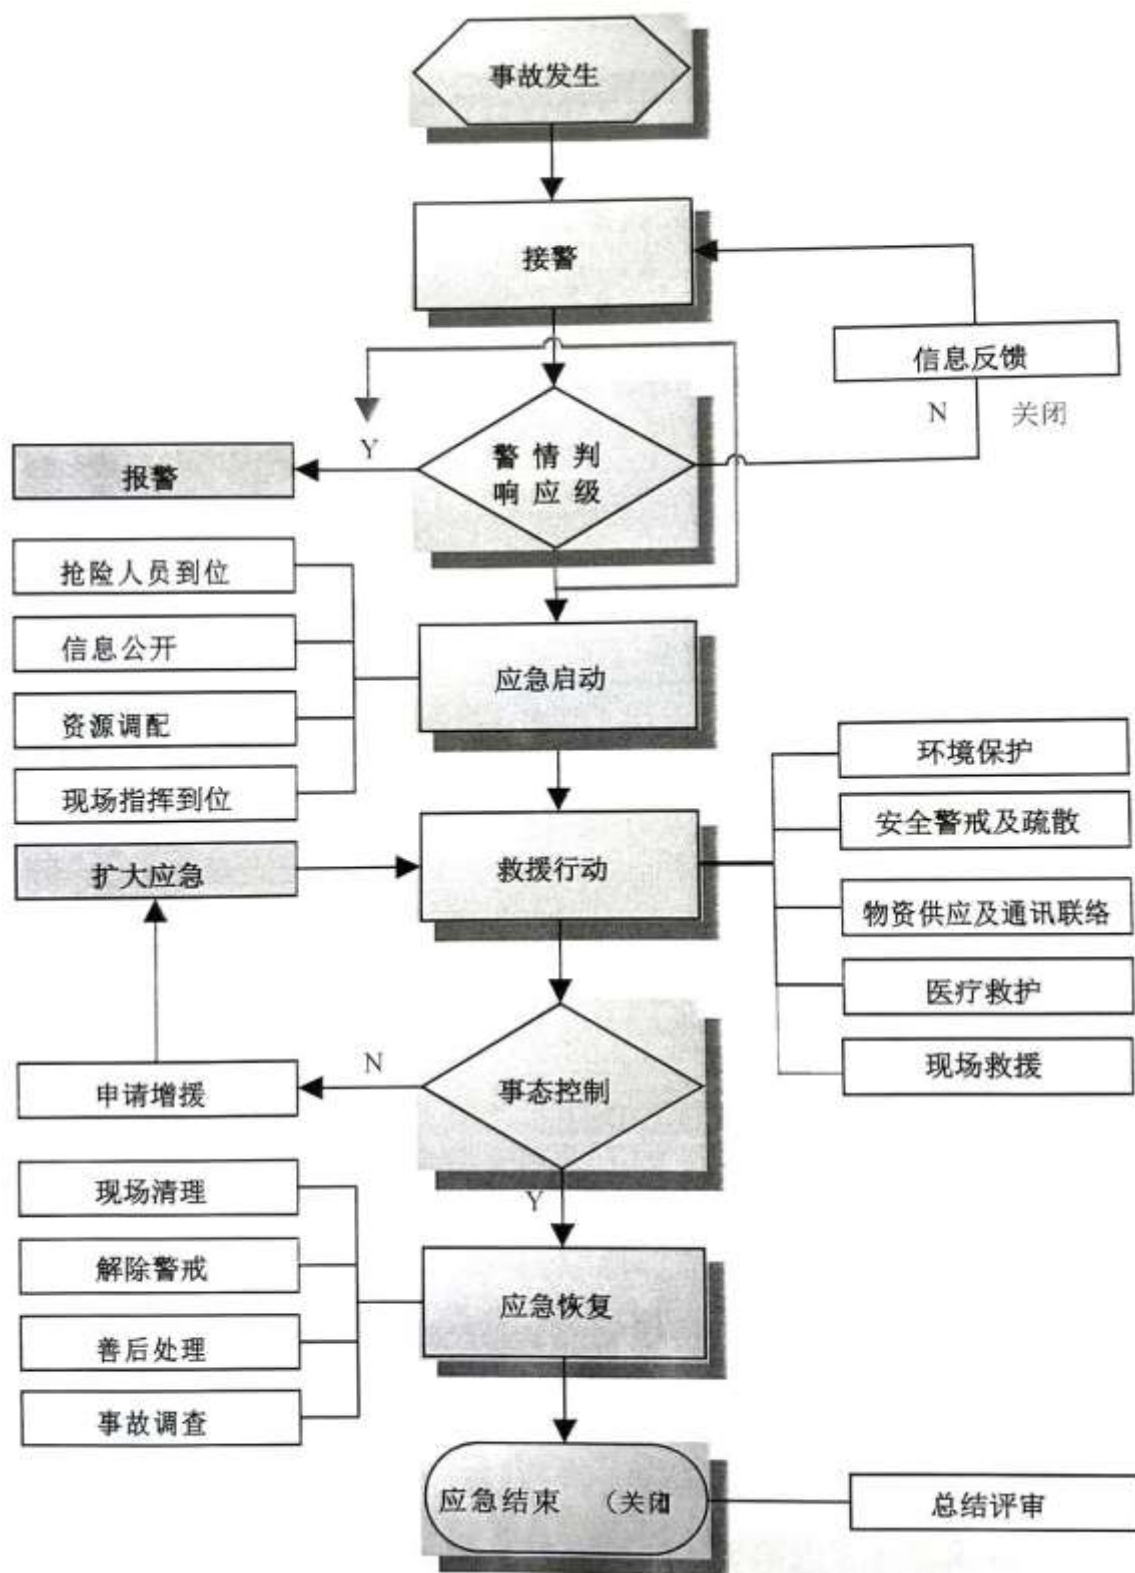 事故发生
接警
信息反馈
N 关闭
Y
警情判
响应级
报警
抢险人员到位
信息公开
应急启动
资源调配
现场指挥到位
环境保护
安全警戒及疏散
扩大应急
救援行动
物资供应及通讯联络
医疗救护
现场救援
N
申请增援
事态控制
Y
现场清理
解除警戒
应急恢复
善后处理
事故调查
应急结束 (关闭
总结评审